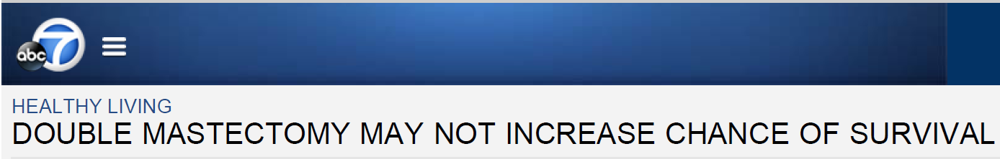 abc 7
HEALTHY LIVING
DOUBLE MASTECTOMY MAY NOT INCREASE CHANCE OF SURVIVAL